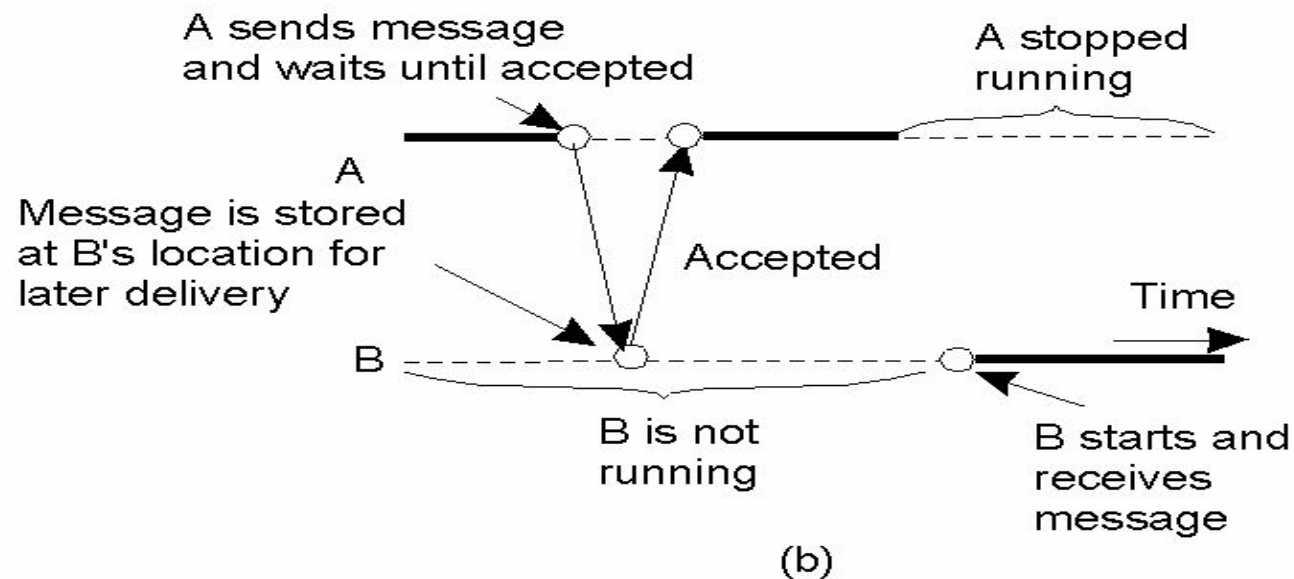 A sends message
and waits until accepted
A stopped
running
A
Message is stored
at B's location for
later delivery
Accepted
Time
B
B is not
running
B starts and
receives
message
(b)